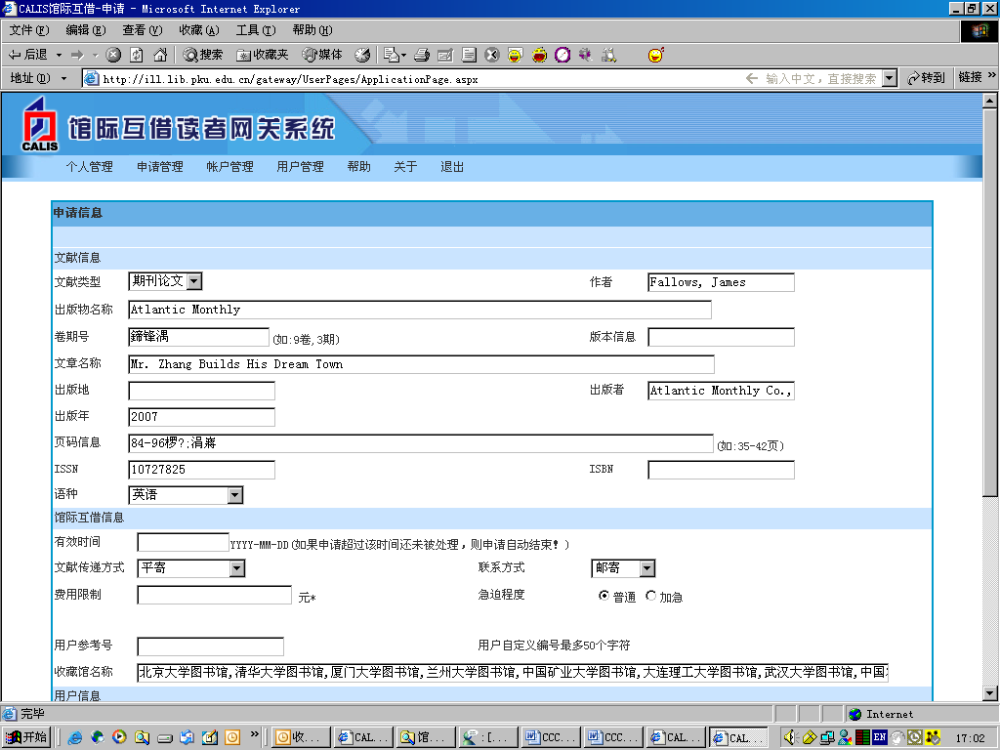 CALIS馆际互借-申请 - Microsoft Internet Explorer
文件(F) 编辑(E) 查看(V) 收藏(A) 工具(T) 帮助(H)
后退 搜索 收藏夹 媒体
地址(D) http://ill.lib.pku.edu.cn/gateway/UserPages/ApplicationPage.aspx 输入中文，直接搜索 转到 链接 »
CALIS 馆际互借读者网关系统
个人管理 申请管理 帐户管理 用户管理 帮助 关于 退出
申请信息
文献信息
文献类型 期刊论文 作者 Fallows, James
出版物名称 Atlantic Monthly
卷期号 (如:9卷,3期) 版本信息
文章名称 Mr. Zhang Builds His Dream Town
出版地 出版者 Atlantic Monthly Co.,
出版年 2007
页码信息 84-96椤?;涓嶈 (如:35-42页)
ISSN 10727825 ISBN
语种 英语
馆际互借信息
有效时间 YYYY-MM-DD(如果申请超过该时间还未被处理，则申请自动结束！)
文献传递方式 平寄 联系方式 邮寄
费用限制 元* 急迫程度 普通 加急
用户参考号 用户自定义编号最多50个字符
收藏馆名称 北京大学图书馆,清华大学图书馆,厦门大学图书馆,兰州大学图书馆,中国矿业大学图书馆,大连理工大学图书馆,武汉大学图书馆,中国
用户信息
完毕 Internet
开始 » 收... CAL... 馆... :[... CCC... CCC... CAL... CAL... EN 17:02